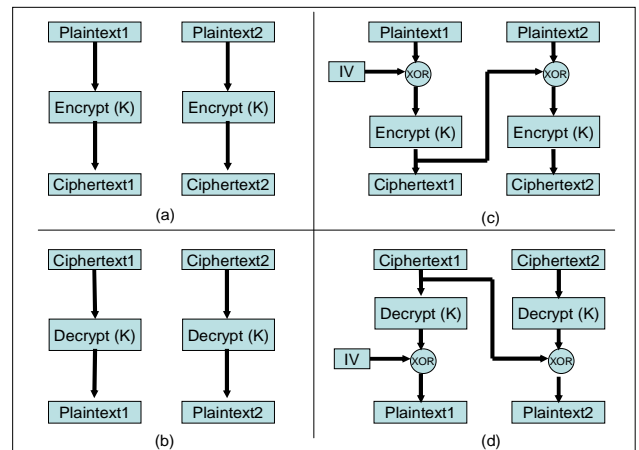 Plaintext1
Plaintext2
Encrypt (K)
Encrypt (K)
Ciphertext1
Ciphertext2
(a)
Plaintext1
Plaintext2
IV
XOR
XOR
Encrypt (K)
Encrypt (K)
Ciphertext1
Ciphertext2
(c)
Ciphertext1
Ciphertext2
Decrypt (K)
Decrypt (K)
Plaintext1
Plaintext2
(b)
Ciphertext1
Ciphertext2
Decrypt (K)
Decrypt (K)
IV
XOR
XOR
Plaintext1
Plaintext2
(d)